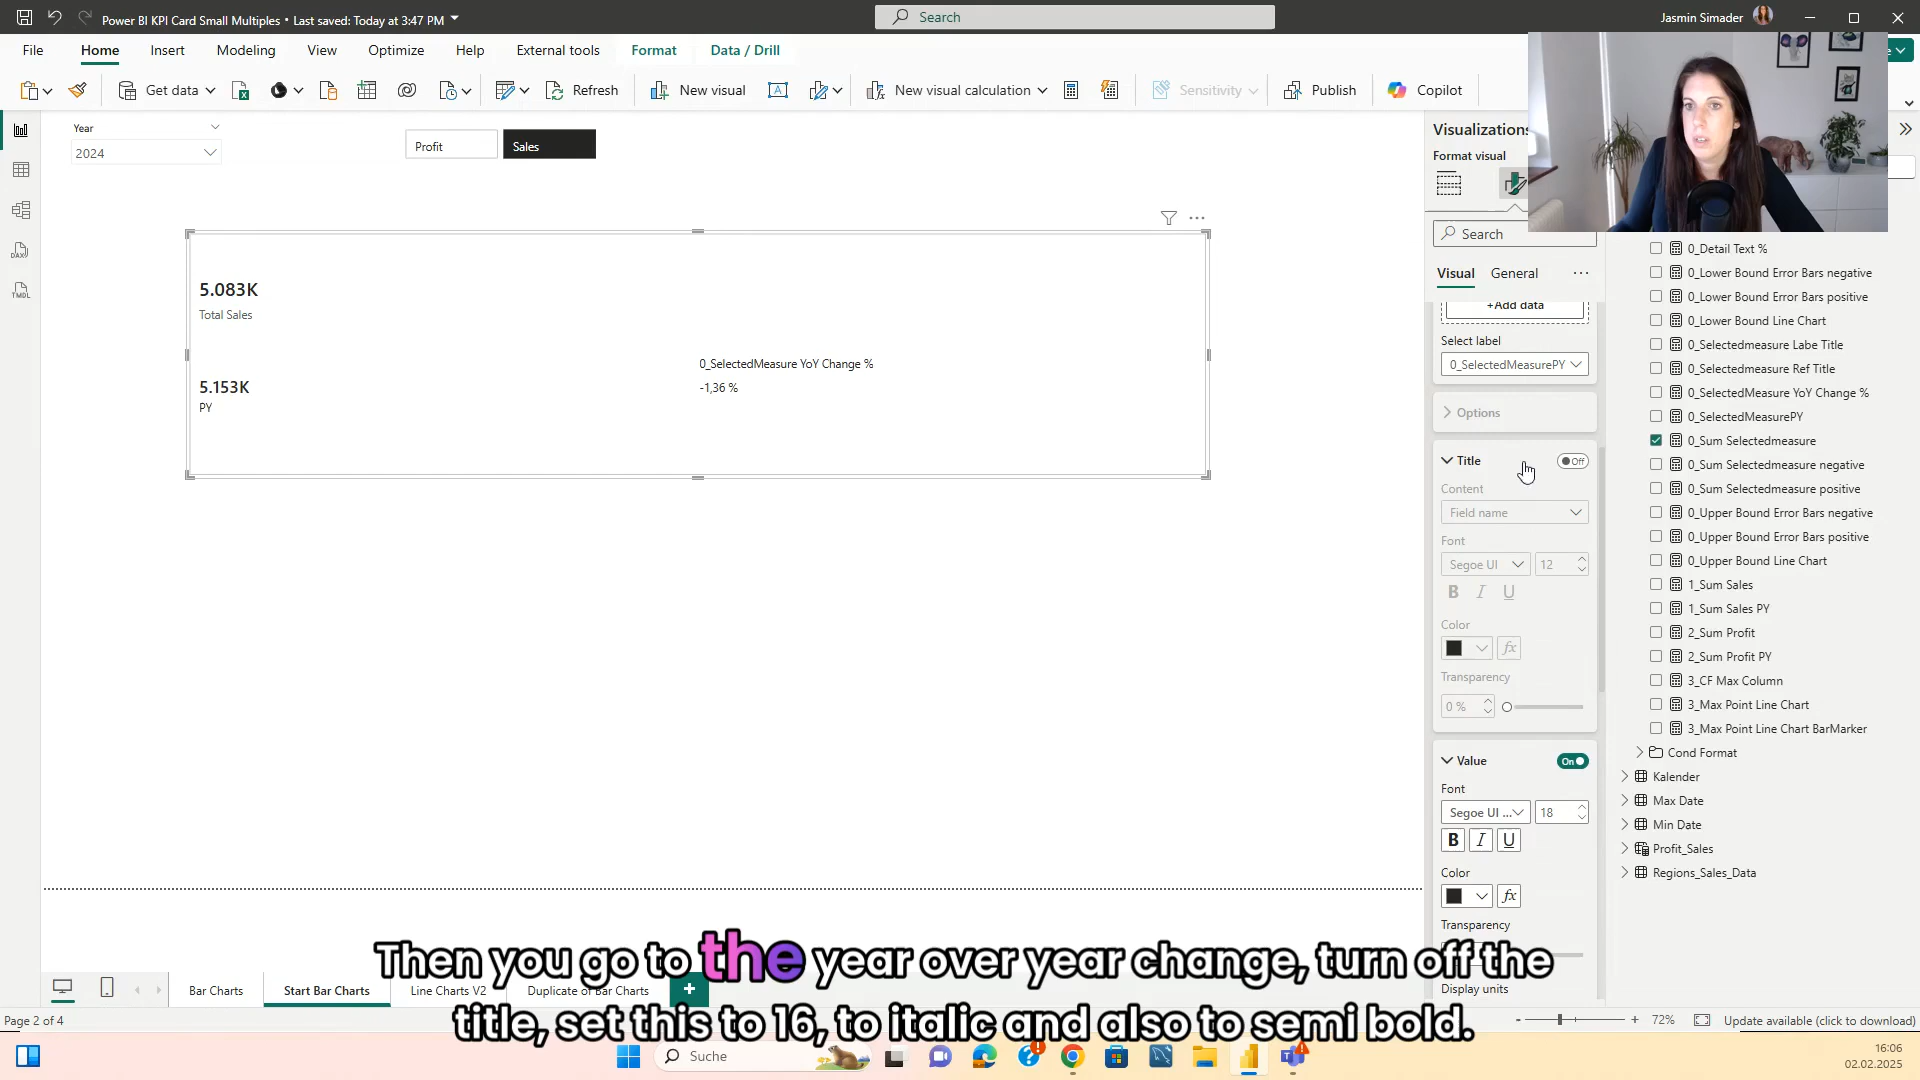 Power BI KPI Card Small Multiples • Last saved: Today at 3:47 PM
Search
Jasmin Simader
File
Home
Insert
Modeling
View
Optimize
Help
External tools
Format
Data / Drill
Get data
Refresh
New visual
New visual calculation
Sensitivity
Publish
Copilot
Year
2024
Profit
Sales
5.083K
Total Sales
5.153K
PY
0_SelectedMeasure YoY Change %
-1,36 %
Visualizations
Format visual
Search
Visual
General
+Add data
Select label
0_SelectedMeasurePY
Options
Title
Off
Content
Field name
Font
Segoe UI
12
B I U
Color
fx
Transparency
0 %
Value
On
Font
Segoe UI ...
18
B I U
Color
fx
Transparency
Display units
0_Detail Text %
0_Lower Bound Error Bars negative
0_Lower Bound Error Bars positive
0_Lower Bound Line Chart
0_Selectedmeasure Labe Title
0_Selectedmeasure Ref Title
0_SelectedMeasure YoY Change %
0_SelectedMeasurePY
0_Sum Selectedmeasure
0_Sum Selectedmeasure negative
0_Sum Selectedmeasure positive
0_Upper Bound Error Bars negative
0_Upper Bound Error Bars positive
0_Upper Bound Line Chart
1_Sum Sales
1_Sum Sales PY
2_Sum Profit
2_Sum Profit PY
3_CF Max Column
3_Max Point Line Chart
3_Max Point Line Chart BarMarker
Cond Format
Kalender
Max Date
Min Date
Profit_Sales
Regions_Sales_Data
DAX
TMDL
Then you go to the year over year change, turn off the
title, set this to 16, to italic and also to semi bold.
Bar Charts
Start Bar Charts
Line Charts V2
Duplicate of Bar Charts
Page 2 of 4
72%
Update available (click to download)
Suche
16:06
02.02.2025